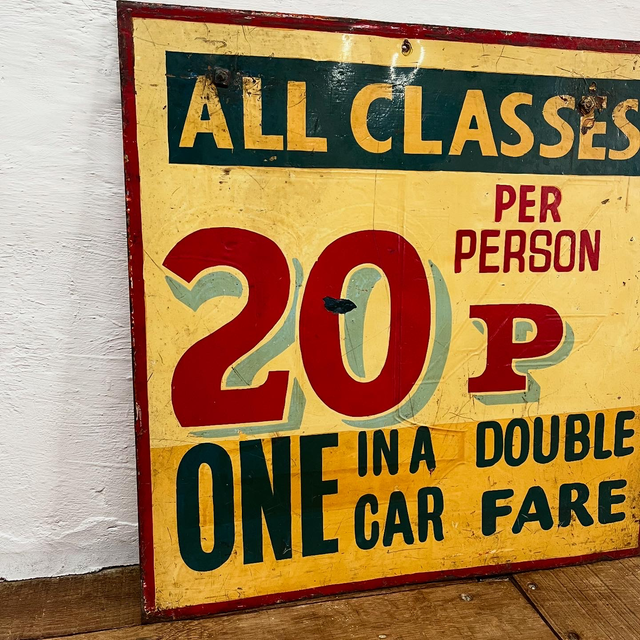 ALL CLASSES
PER
PERSON
20 P
ONE IN A CAR
DOUBLE
FARE